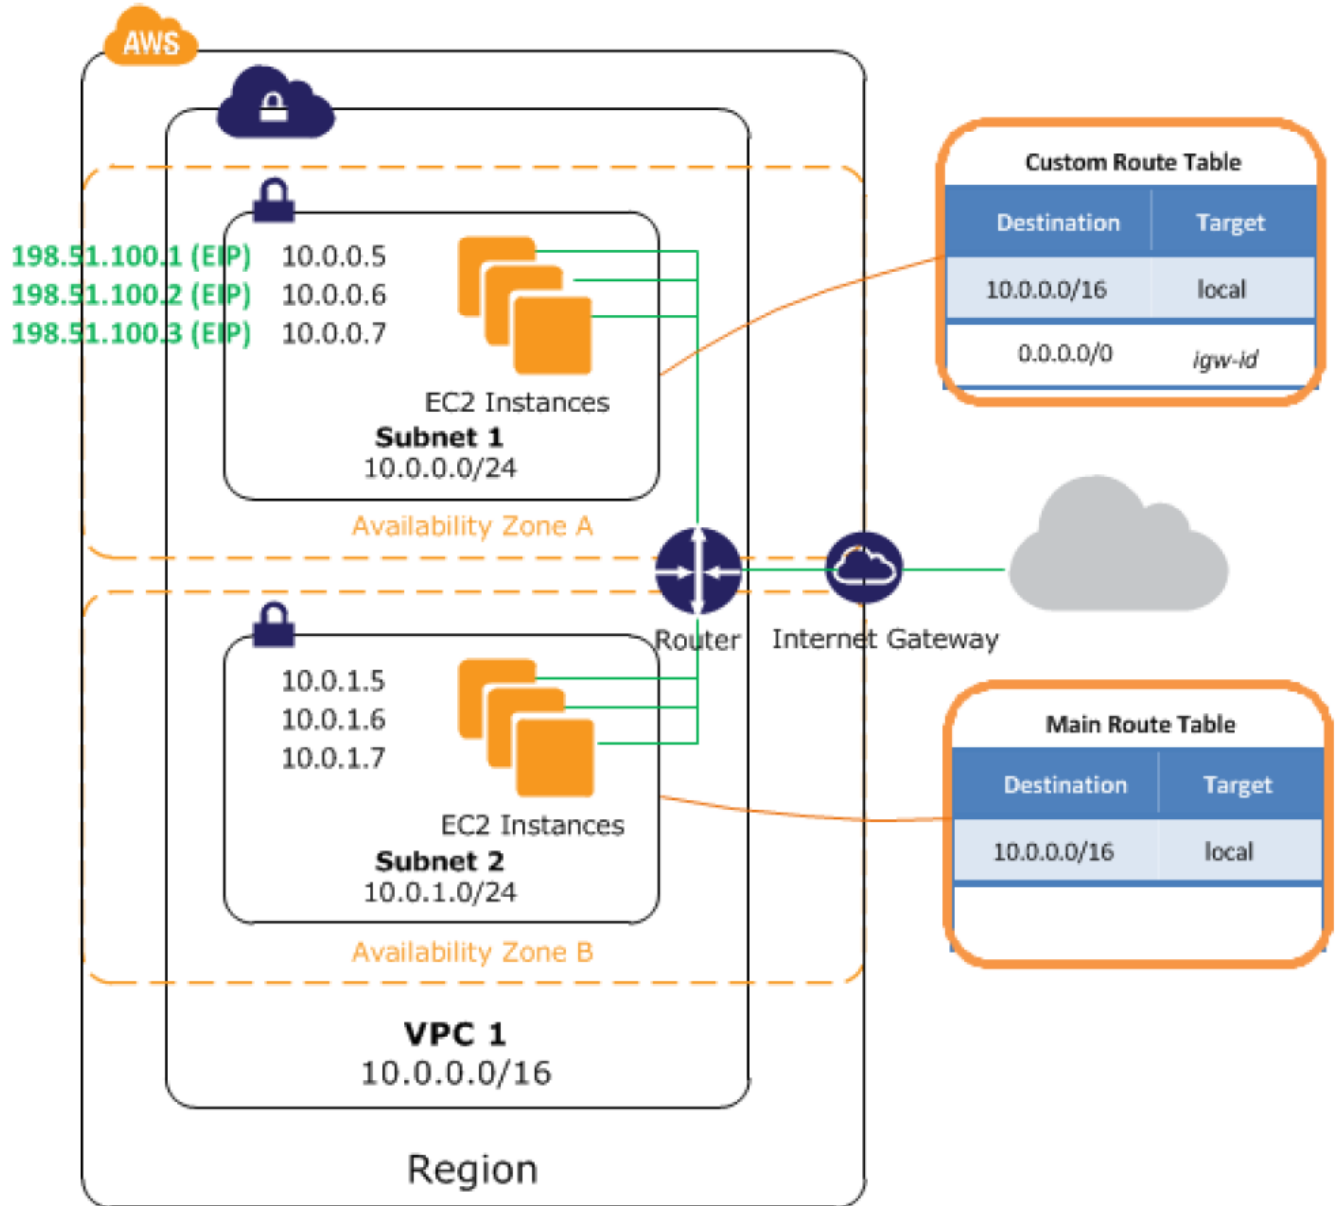 AWS
198.51.100.1 (EIP) 10.0.0.5
198.51.100.2 (EIP) 10.0.0.6
198.51.100.3 (EIP) 10.0.0.7
EC2 Instances
Subnet 1
10.0.0.0/24
Availability Zone A
Custom Route Table
Destination Target
10.0.0.0/16 local
0.0.0.0/0 igw-id
Router
Internet Gateway
10.0.1.5
10.0.1.6
10.0.1.7
EC2 Instances
Subnet 2
10.0.1.0/24
Availability Zone B
Main Route Table
Destination Target
10.0.0.0/16 local
VPC 1
10.0.0.0/16
Region